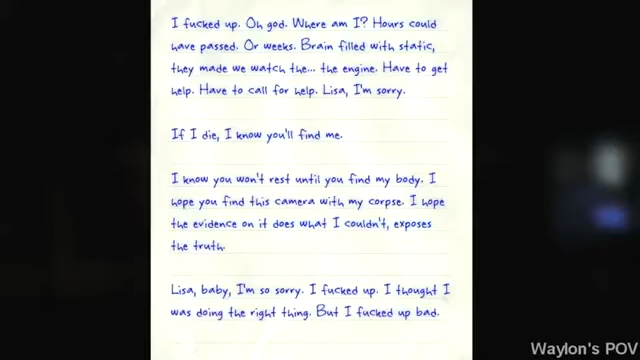 I fucked up. Oh god. Where am I? Hours could
have passed. Or weeks. Brain filled with static,
they made we watch the... the engine. Have to get
help. Have to call for help. Lisa, I'm sorry.
If I die, I know you'll find me.
I know you won't rest until you find my body. I
hope you find this camera with my corpse. I hope
the evidence on it does what I couldn't, exposes
the truth.
Lisa, baby, I'm so sorry. I fucked up. I thought I
was doing the right thing. But I fucked up bad.
Waylon's POV